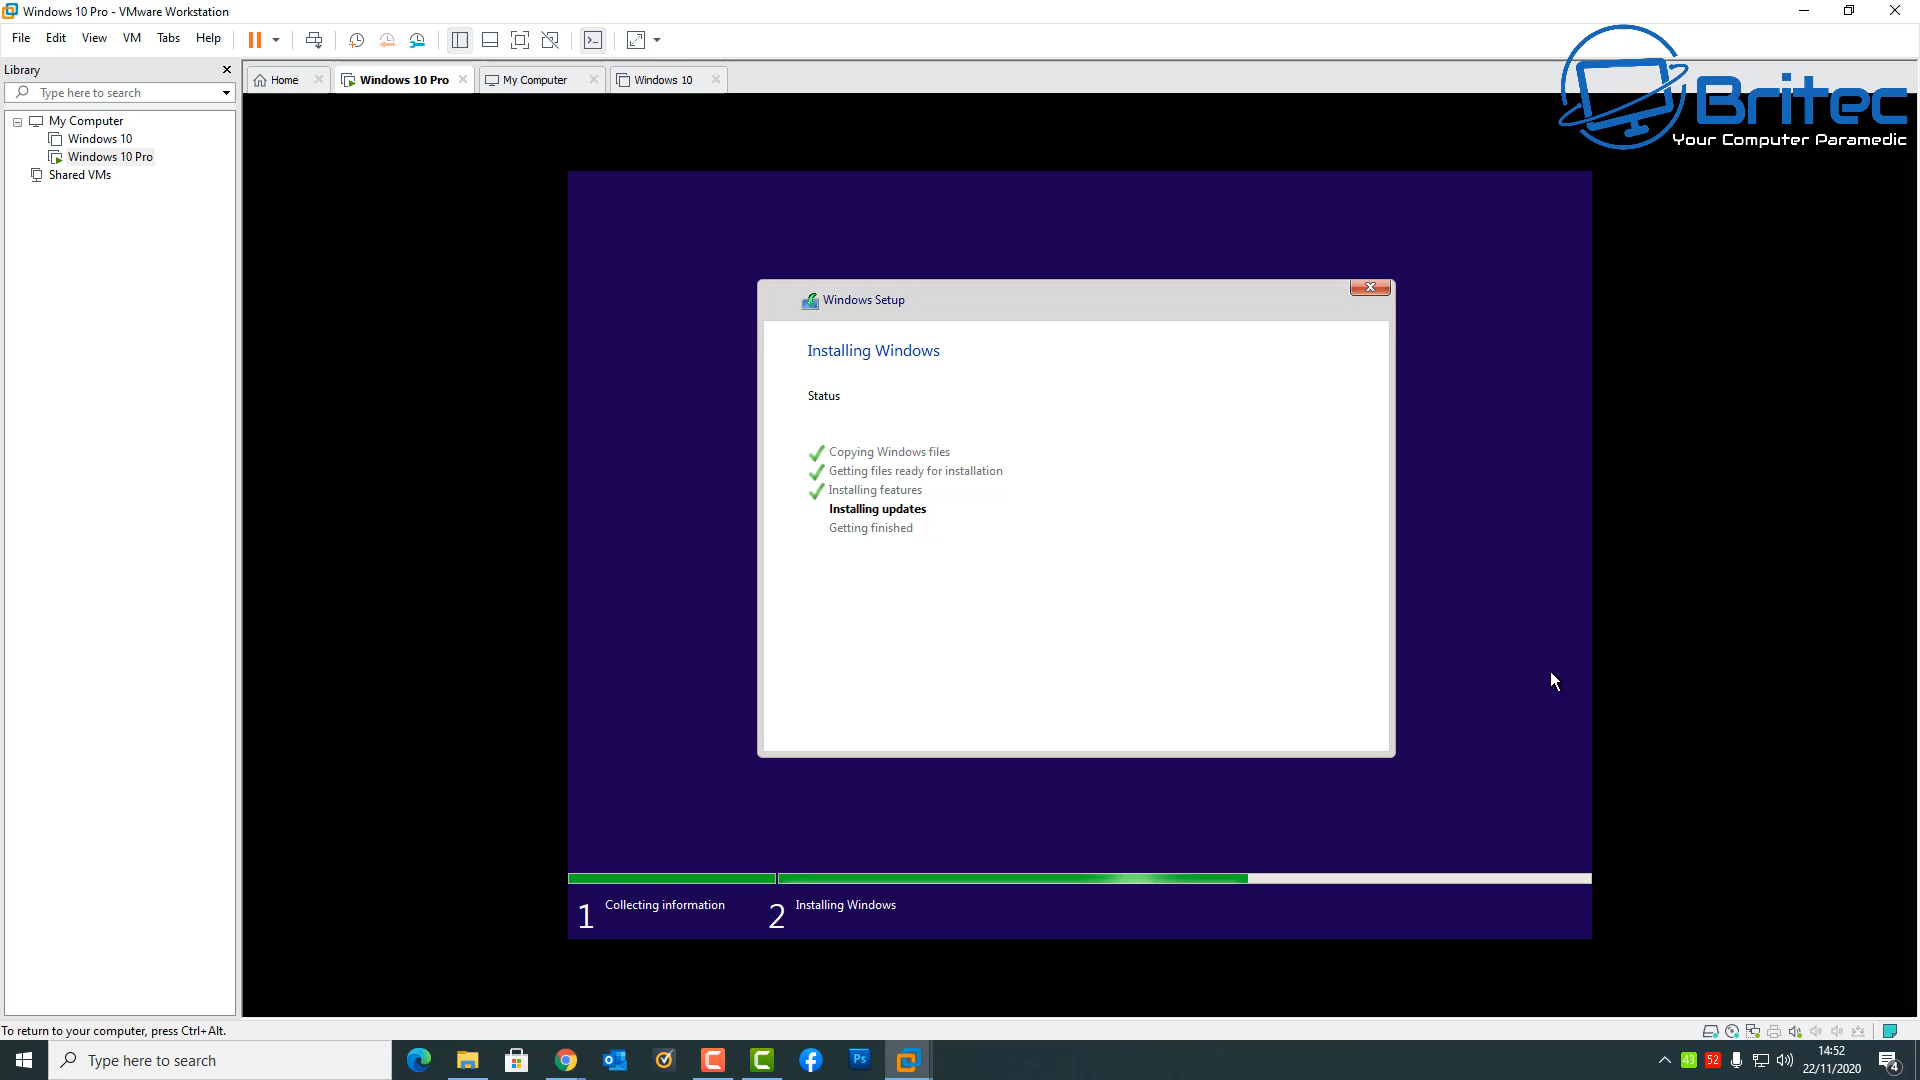 Windows 10 Pro - VMware Workstation
File Edit View VM Tabs Help
Library
Type here to search
Home Windows 10 Pro My Computer Windows 10
Britec
Your Computer Paramedic
My Computer
Windows 10
Windows 10 Pro
Shared VMs
Windows Setup
Installing Windows
Status
Copying Windows files
Getting files ready for installation
Installing features
Installing updates
Getting finished
1 Collecting information 2 Installing Windows
To return to your computer, press Ctrl+Alt.
Type here to search
Ps
43 52
14:52
22/11/2020
4